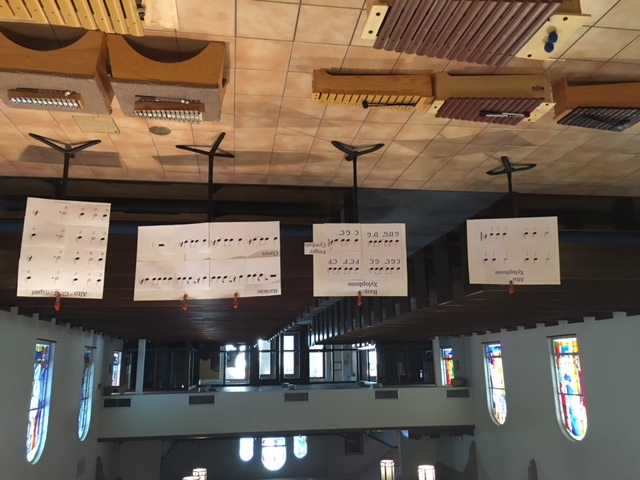 Alto
Xylophone
Bass
Xylophone
C G C' G C F C' F' C'F
G D'G' D'G C G C'
Finger
Cymbals
Maracas
Claves
Alto Glockenspiel